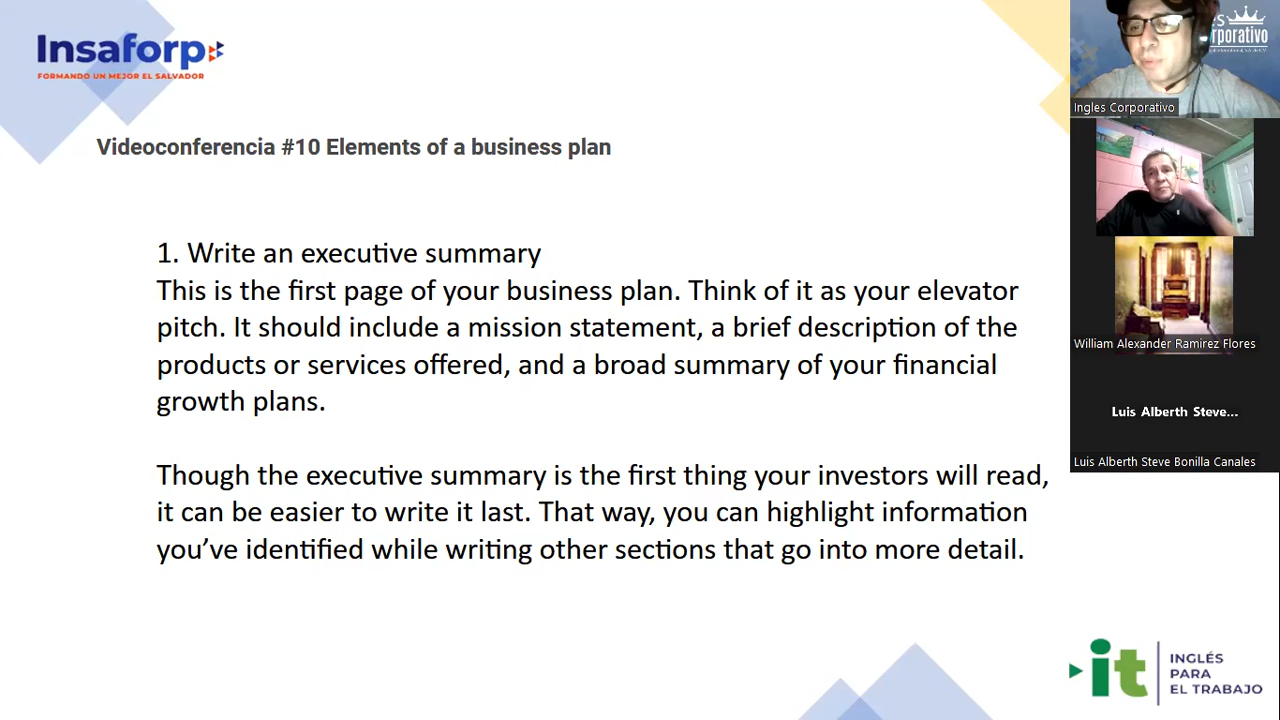 Insaforp
FORMANDO UN MEJOR EL SALVADOR
Videoconferencia #10 Elements of a business plan
1. Write an executive summary
This is the first page of your business plan. Think of it as your elevator
pitch. It should include a mission statement, a brief description of the
products or services offered, and a broad summary of your financial
growth plans.
Though the executive summary is the first thing your investors will read,
it can be easier to write it last. That way, you can highlight information
you’ve identified while writing other sections that go into more detail.
Ingles Corporativo
William Alexander Ramirez Flores
Luis Alberth Steve...
Luis Alberth Steve Bonilla Canales
it
INGLÉS
PARA
EL TRABAJO